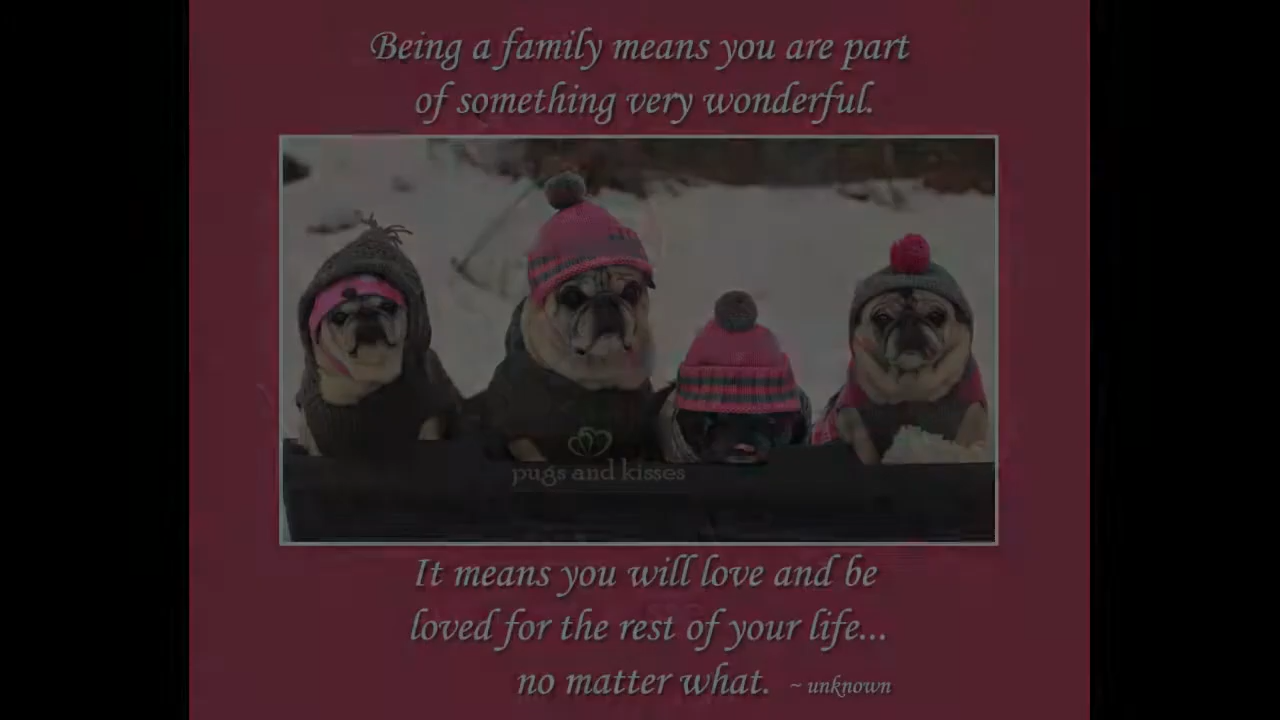 Being a family means you are part
of something very wonderful.
pugs and kisses
It means you will love and be
loved for the rest of your life...
no matter what. ~ unknown